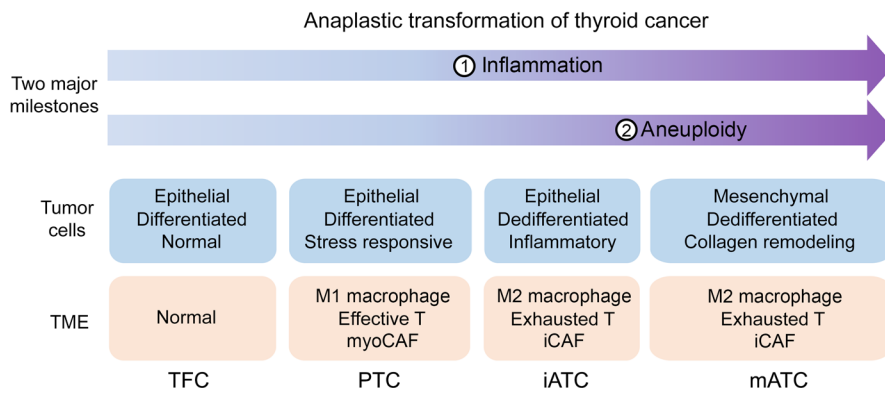 Anaplastic transformation of thyroid cancer
Two major
milestones
1 Inflammation
2 Aneuploidy
Tumor
cells
Epithelial
Differentiated
Normal
Epithelial
Differentiated
Stress responsive
Epithelial
Dedifferentiated
Inflammatory
Mesenchymal
Dedifferentiated
Collagen remodeling
TME
Normal
M1 macrophage
Effective T
myoCAF
M2 macrophage
Exhausted T
iCAF
M2 macrophage
Exhausted T
iCAF
TFC
PTC
iATC
mATC